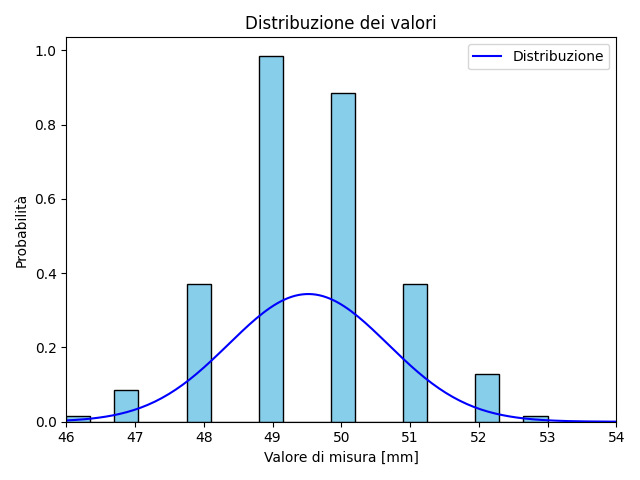 Distribuzione dei valori
Distribuzione
1.0
0.8
0.6
0.4
0.2
0.0
Probabilità
46 47 48 49 50 51 52 53 54
Valore di misura [mm]